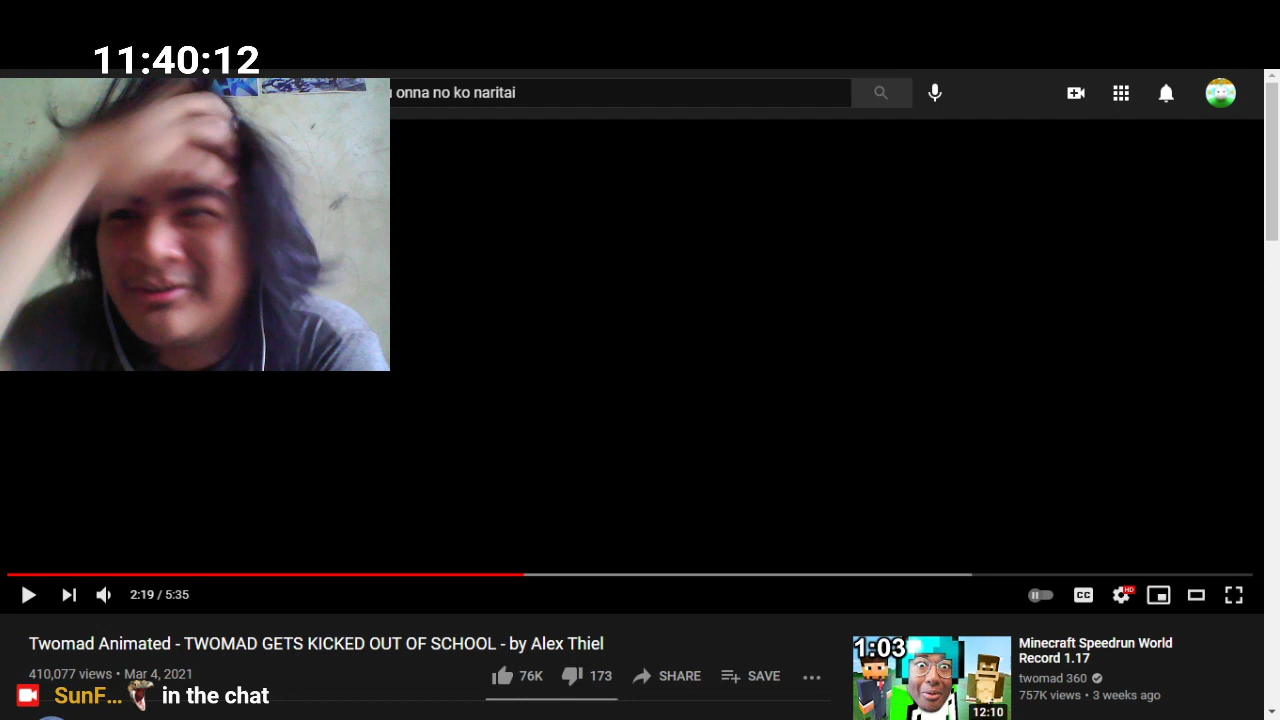 11:40:12
onna no ko naritai
2:19 / 5:35
CC
HD
Twomad Animated - TWOMAD GETS KICKED OUT OF SCHOOL - by Alex Thiel
410,077 views • Mar 4, 2021
76K
173
SHARE
SAVE
SunF... in the chat
1:03
12:10
Minecraft Speedrun World
Record 1.17
twomad 360
757K views • 3 weeks ago